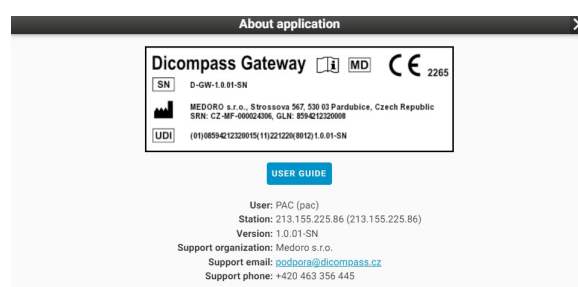 About application
Dicompass Gateway MD CE 2265
SN D-GW-1.0.01-SN
MEDORO s.r.o., Strossova 567, 530 03 Pardubice, Czech Republic
SRN: CZ-MF-000024306, GLN: 8594212320008
UDI (01)08594212320015(11)221220(8012)1.0.01-SN
USER GUIDE
User: PAC (pac)
Station: 213.155.225.86 (213.155.225.86)
Version: 1.0.01-SN
Support organization: Medoro s.r.o.
Support email: podpora@dicompass.cz
Support phone: +420 463 356 445